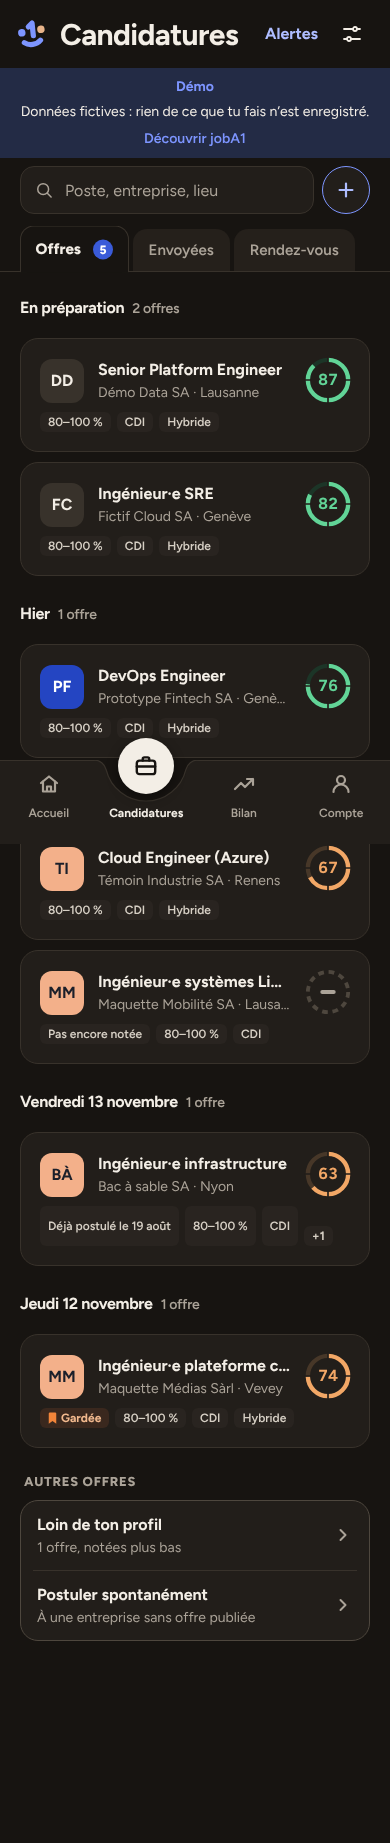 Candidatures
Alertes
Démo
Données fictives : rien de ce que tu fais n'est enregistré.
Découvrir jobA1
Poste, entreprise, lieu
Offres 5
Envoyées
Rendez-vous
En préparation 2 offres
DD
Senior Platform Engineer
Démo Data SA · Lausanne
87
80–100 % CDI Hybride
FC
Ingénieur·e SRE
Fictif Cloud SA · Genève
82
80–100 % CDI Hybride
Hier 1 offre
PF
DevOps Engineer
Prototype Fintech SA · Genè…
76
80–100 % CDI Hybride
Accueil
Candidatures
Bilan
Compte
TI
Cloud Engineer (Azure)
Témoin Industrie SA · Renens
67
80–100 % CDI Hybride
MM
Ingénieur·e systèmes Li…
Maquette Mobilité SA · Lausa…
Pas encore notée 80–100 % CDI
Vendredi 13 novembre 1 offre
BÀ
Ingénieur·e infrastructure
Bac à sable SA · Nyon
63
Déjà postulé le 19 août 80–100 % CDI +1
Jeudi 12 novembre 1 offre
MM
Ingénieur·e plateforme c…
Maquette Médias Sàrl · Vevey
74
Gardée 80–100 % CDI Hybride
AUTRES OFFRES
Loin de ton profil
1 offre, notées plus bas
Postuler spontanément
À une entreprise sans offre publiée